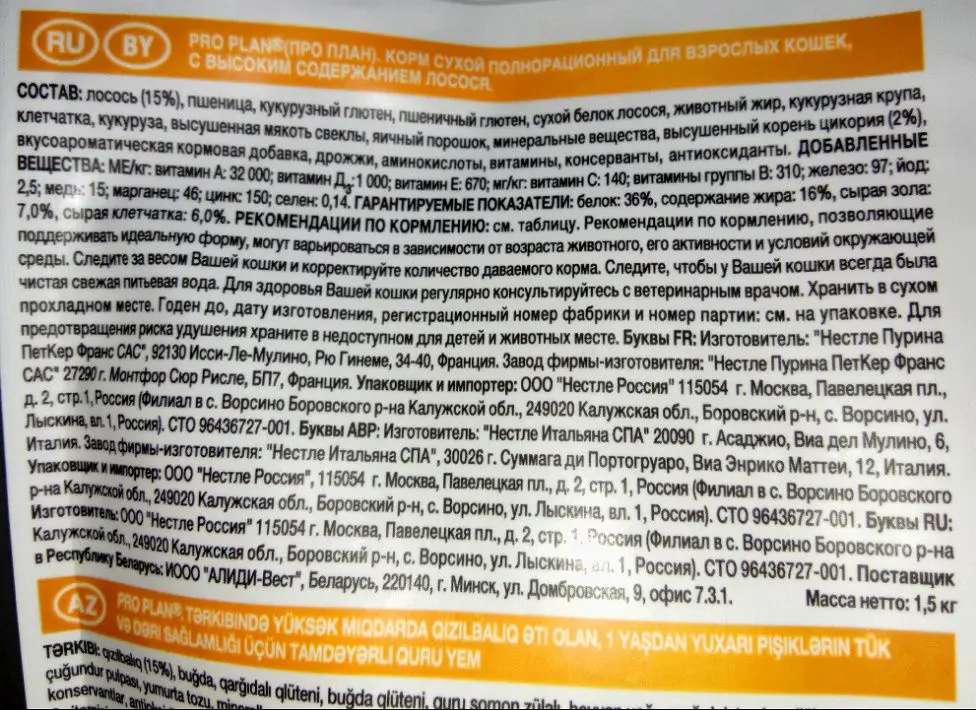 RU BY PRO PLAN® (ПРО ПЛАН). КОРМ СУХОЙ ПОЛНОРАЦИОННЫЙ ДЛЯ ВЗРОСЛЫХ КОШЕК,
С ВЫСОКИМ СОДЕРЖАНИЕМ ЛОСОСЯ.
СОСТАВ: лосось (15%), пшеница, кукурузный глютен, пшеничный глютен, сухой белок лосося, животный жир, кукурузная крупа,
клетчатка, кукуруза, высушенная мякоть свеклы, яичный порошок, минеральные вещества, высушенный корень цикория (2%),
вкусоароматическая кормовая добавка, дрожжи, аминокислоты, витамины, консерванты, антиоксиданты. ДОБАВЛЕННЫЕ
ВЕЩЕСТВА: МЕ/кг: витамин А: 32 000; витамин Д₃:1 000; витамин Е: 670; мг/кг: витамин С: 140; витамины группы В: 310; железо: 97; йод:
2,5; медь: 15; марганец: 46; цинк: 150; селен: 0,14. ГАРАНТИРУЕМЫЕ ПОКАЗАТЕЛИ: белок: 36%, содержание жира: 16%, сырая зола:
7,0%, сырая клетчатка: 6,0%. РЕКОМЕНДАЦИИ ПО КОРМЛЕНИЮ: см. таблицу. Рекомендации по кормлению, позволяющие
поддерживать идеальную форму, могут варьироваться в зависимости от возраста животного, его активности и условий окружающей
среды. Следите за весом Вашей кошки и корректируйте количество даваемого корма. Следите, чтобы у Вашей кошки всегда была
чистая свежая питьевая вода. Для здоровья Вашей кошки регулярно консультируйтесь с ветеринарным врачом. Хранить в сухом
прохладном месте. Годен до, дату изготовления, регистрационный номер фабрики и номер партии: см. на упаковке. Для
предотвращения риска удушения храните в недоступном для детей и животных месте. Буквы FR: Изготовитель: "Нестле Пурина
ПетКер Франс САС", 92130 Исси-Ле-Мулино, Рю Гинеме, 34-40, Франция. Завод фирмы-изготовителя: "Нестле Пурина ПетКер Франс
САС" 27290 г. Монтфор Сюр Рисле, БП7, Франция. Упаковщик и импортер: ООО "Нестле Россия" 115054 г. Москва, Павелецкая пл.,
д. 2, стр.1, Россия (Филиал в с. Ворсино Боровского р-на Калужской обл., 249020 Калужская обл., Боровский р-н, с. Ворсино, ул.
Лыскина, вл. 1, Россия). СТО 96436727-001. Буквы АВР: Изготовитель: "Нестле Итальяна СПА" 20090 г. Асаджио, Виа дел Мулино, 6,
Италия. Завод фирмы-изготовителя: "Нестле Итальяна СПА", 30026 г. Суммага ди Портогруаро, Виа Энрико Маттеи, 12, Италия.
Упаковщик и импортер: ООО "Нестле Россия", 115054 г. Москва, Павелецкая пл., д. 2, стр. 1, Россия (Филиал в с. Ворсино Боровского
р-на Калужской обл., 249020 Калужская обл., Боровский р-н, с. Ворсино, ул. Лыскина, вл. 1, Россия). СТО 96436727-001. Буквы RU:
Изготовитель: ООО "Нестле Россия" 115054 г. Москва, Павелецкая пл., д. 2, стр. 1, Россия (Филиал в с. Ворсино Боровского р-на
Калужской обл., 249020 Калужская обл., Боровский р-н, с. Ворсино, ул. Лыскина, вл. 1, Россия). СТО 96436727-001. Поставщик
в Республику Беларусь: ИООО "АЛИДИ-Вест", Беларусь, 220140, г. Минск, ул. Домбровская, 9, офис 7.3.1. Масса нетто: 1,5 кг
AZ PRO PLAN®, TƏRKİBİNDƏ YÜKSƏK MİQDARDA QIZILBALIQ ƏTİ OLAN, 1 YAŞDAN YUXARI PİŞİKLƏRİN TÜK
VƏ DƏRİ SAĞLAMLIĞI ÜÇÜN TAMDƏYƏRLİ QURU YEM
TƏRKİBİ: qızılbalıq (15%), buğda, qarğıdalı qlüteni, buğda qlüteni, quru somon zülalı,
çuğundur pulpası, yumurta tozu,
konservantlar,